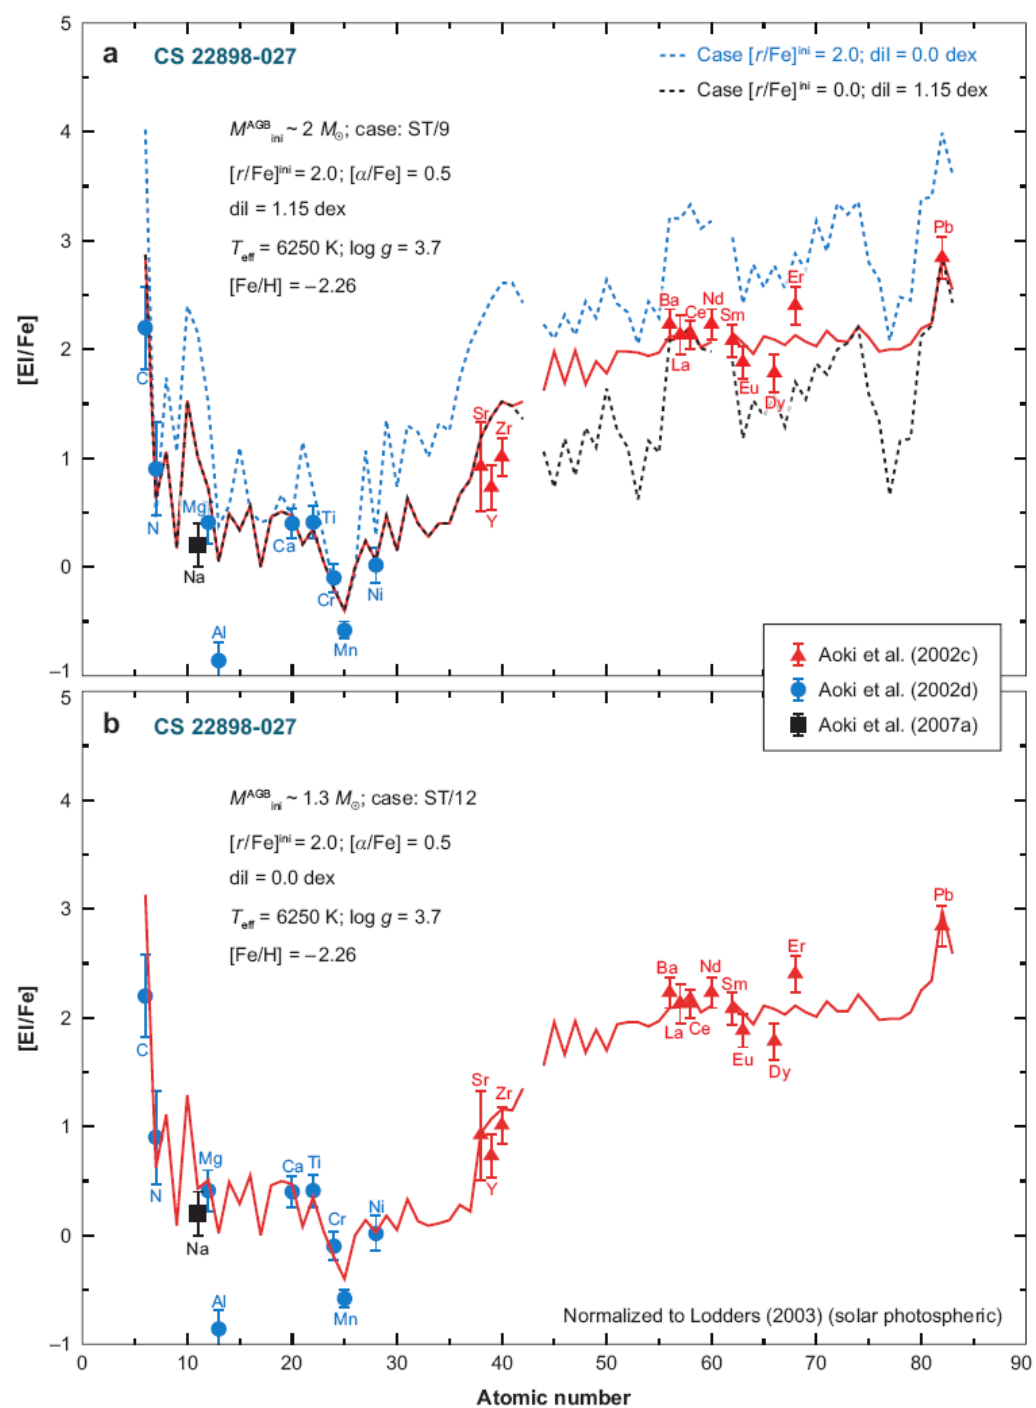 5
a
CS 22898-027
Case [r/Fe]ⁱⁿⁱ = 2.0; dil = 0.0 dex
Case [r/Fe]ⁱⁿⁱ = 0.0; dil = 1.15 dex
M^AGB_ini ~ 2 M⊙; case: ST/9
[r/Fe]ⁱⁿⁱ = 2.0; [α/Fe] = 0.5
dil = 1.15 dex
T_eff = 6250 K; log g = 3.7
[Fe/H] = −2.26
4
3
2
1
0
−1
[El/Fe]
C
N
Mg
Na
Al
Ca
Ti
Cr
Mn
Ni
Sr
Y
Zr
Ba
La
Ce
Nd
Sm
Eu
Dy
Er
Pb
Aoki et al. (2002c)
Aoki et al. (2002d)
Aoki et al. (2007a)
5
b
CS 22898-027
M^AGB_ini ~ 1.3 M⊙; case: ST/12
[r/Fe]ⁱⁿⁱ = 2.0; [α/Fe] = 0.5
dil = 0.0 dex
T_eff = 6250 K; log g = 3.7
[Fe/H] = −2.26
4
3
2
1
0
−1
[El/Fe]
C
N
Mg
Na
Al
Ca
Ti
Cr
Mn
Ni
Sr
Y
Zr
Ba
La
Ce
Nd
Sm
Eu
Dy
Er
Pb
Normalized to Lodders (2003) (solar photospheric)
0 10 20 30 40 50 60 70 80 90
Atomic number